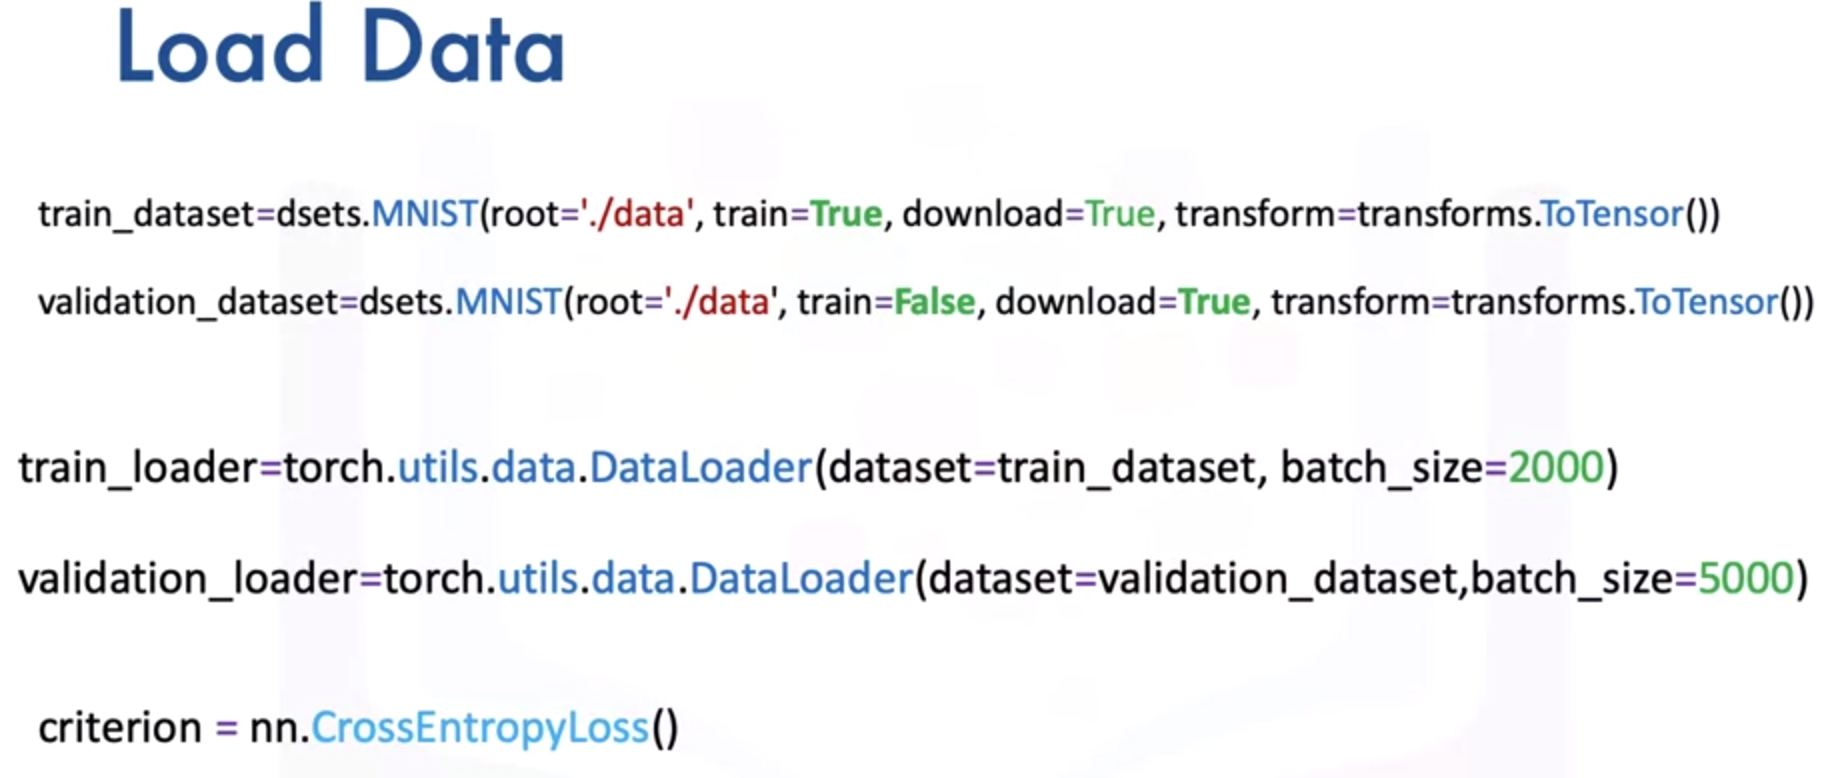 Load Data
train_dataset=dsets.MNIST(root='./data', train=True, download=True, transform=transforms.ToTensor())
validation_dataset=dsets.MNIST(root='./data', train=False, download=True, transform=transforms.ToTensor())
train_loader=torch.utils.data.DataLoader(dataset=train_dataset, batch_size=2000)
validation_loader=torch.utils.data.DataLoader(dataset=validation_dataset,batch_size=5000)
criterion = nn.CrossEntropyLoss()